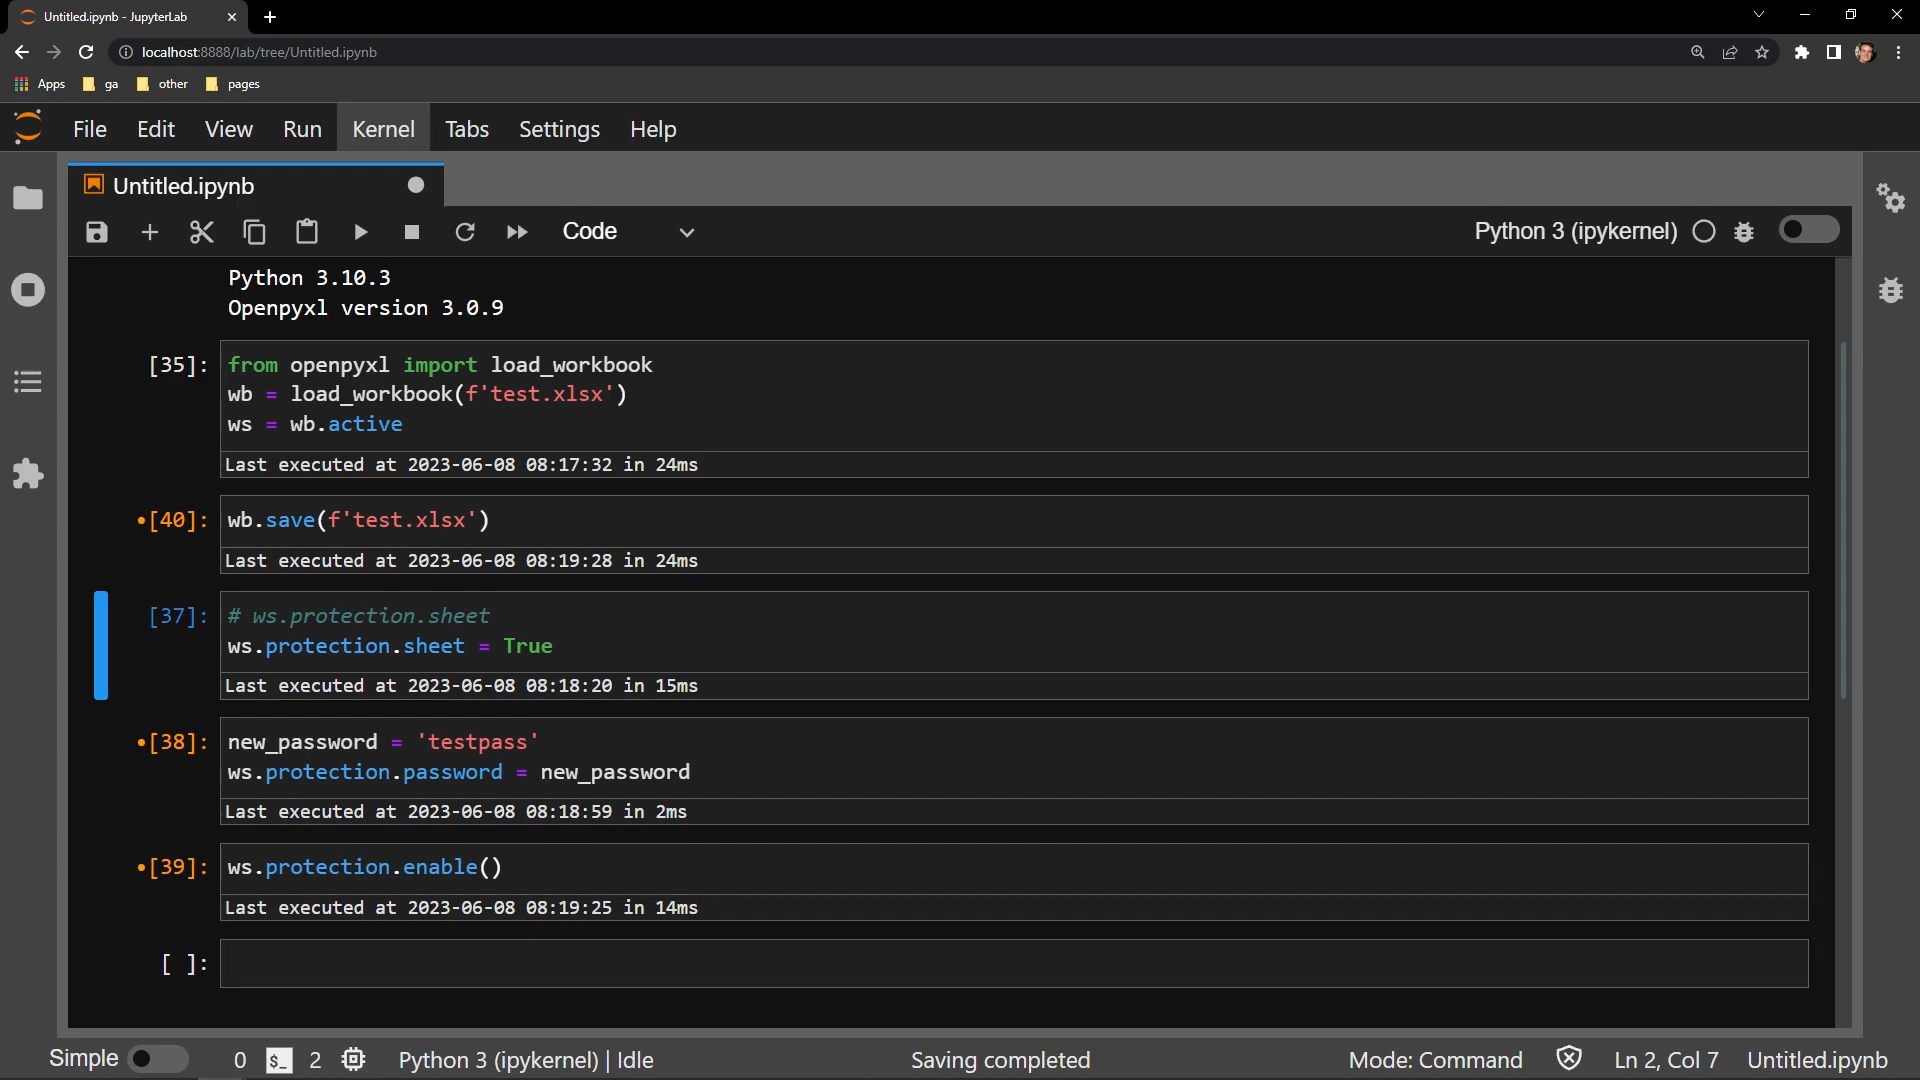 Untitled.ipynb - JupyterLab
localhost:8888/lab/tree/Untitled.ipynb
Apps ga other pages
File Edit View Run Kernel Tabs Settings Help
Untitled.ipynb
Code Python 3 (ipykernel)
Python 3.10.3
Openpyxl version 3.0.9
[35]: from openpyxl import load_workbook
wb = load_workbook(f'test.xlsx')
ws = wb.active
Last executed at 2023-06-08 08:17:32 in 24ms
•[40]: wb.save(f'test.xlsx')
Last executed at 2023-06-08 08:19:28 in 24ms
[37]: # ws.protection.sheet
ws.protection.sheet = True
Last executed at 2023-06-08 08:18:20 in 15ms
•[38]: new_password = 'testpass'
ws.protection.password = new_password
Last executed at 2023-06-08 08:18:59 in 2ms
•[39]: ws.protection.enable()
Last executed at 2023-06-08 08:19:25 in 14ms
[ ]:
Simple 0 $_ 2 Python 3 (ipykernel) | Idle Saving completed Mode: Command Ln 2, Col 7 Untitled.ipynb